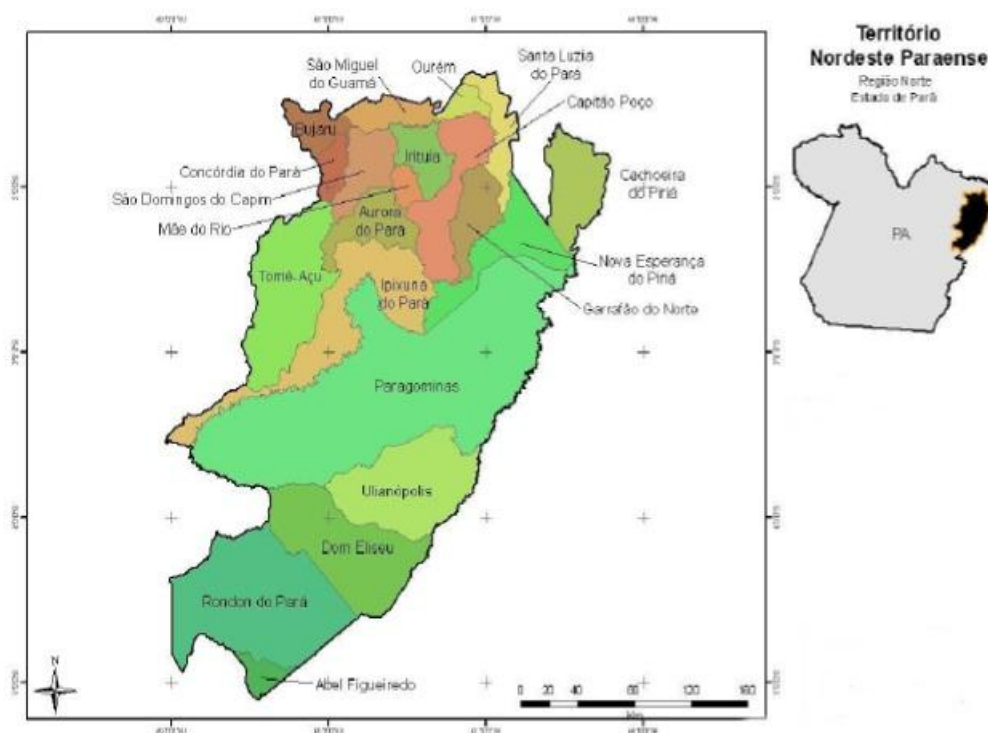 Território
Nordeste Paraense
Região Norte
Estado de Pará
PA
São Miguel
do Guamá
Ourém
Santa Luzia
do Pará
Capitão Poço
Bujaru
Irituia
Concórdia do Pará
Cachoeira
do Piriá
São Domingos do Capim
Mãe do Rio
Aurora
do Pará
Nova Esperança
do Piriá
Tomé-Açu
Ipixuna
do Pará
Garrafão do Norte
Paragominas
Ulianópolis
Dom Eliseu
Rondon do Pará
Abel Figueiredo
N
0 20 40 80 120 160
Km